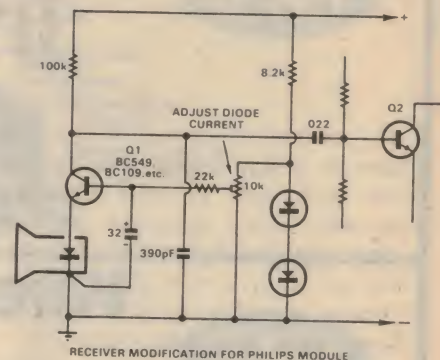 +
100k
8.2k
ADJUST DIODE
CURRENT
022
Q2
Q1
BC549,
BC109.etc.
22k
10k
32
+
-
390pF
-
RECEIVER MODIFICATION FOR PHILIPS MODULE